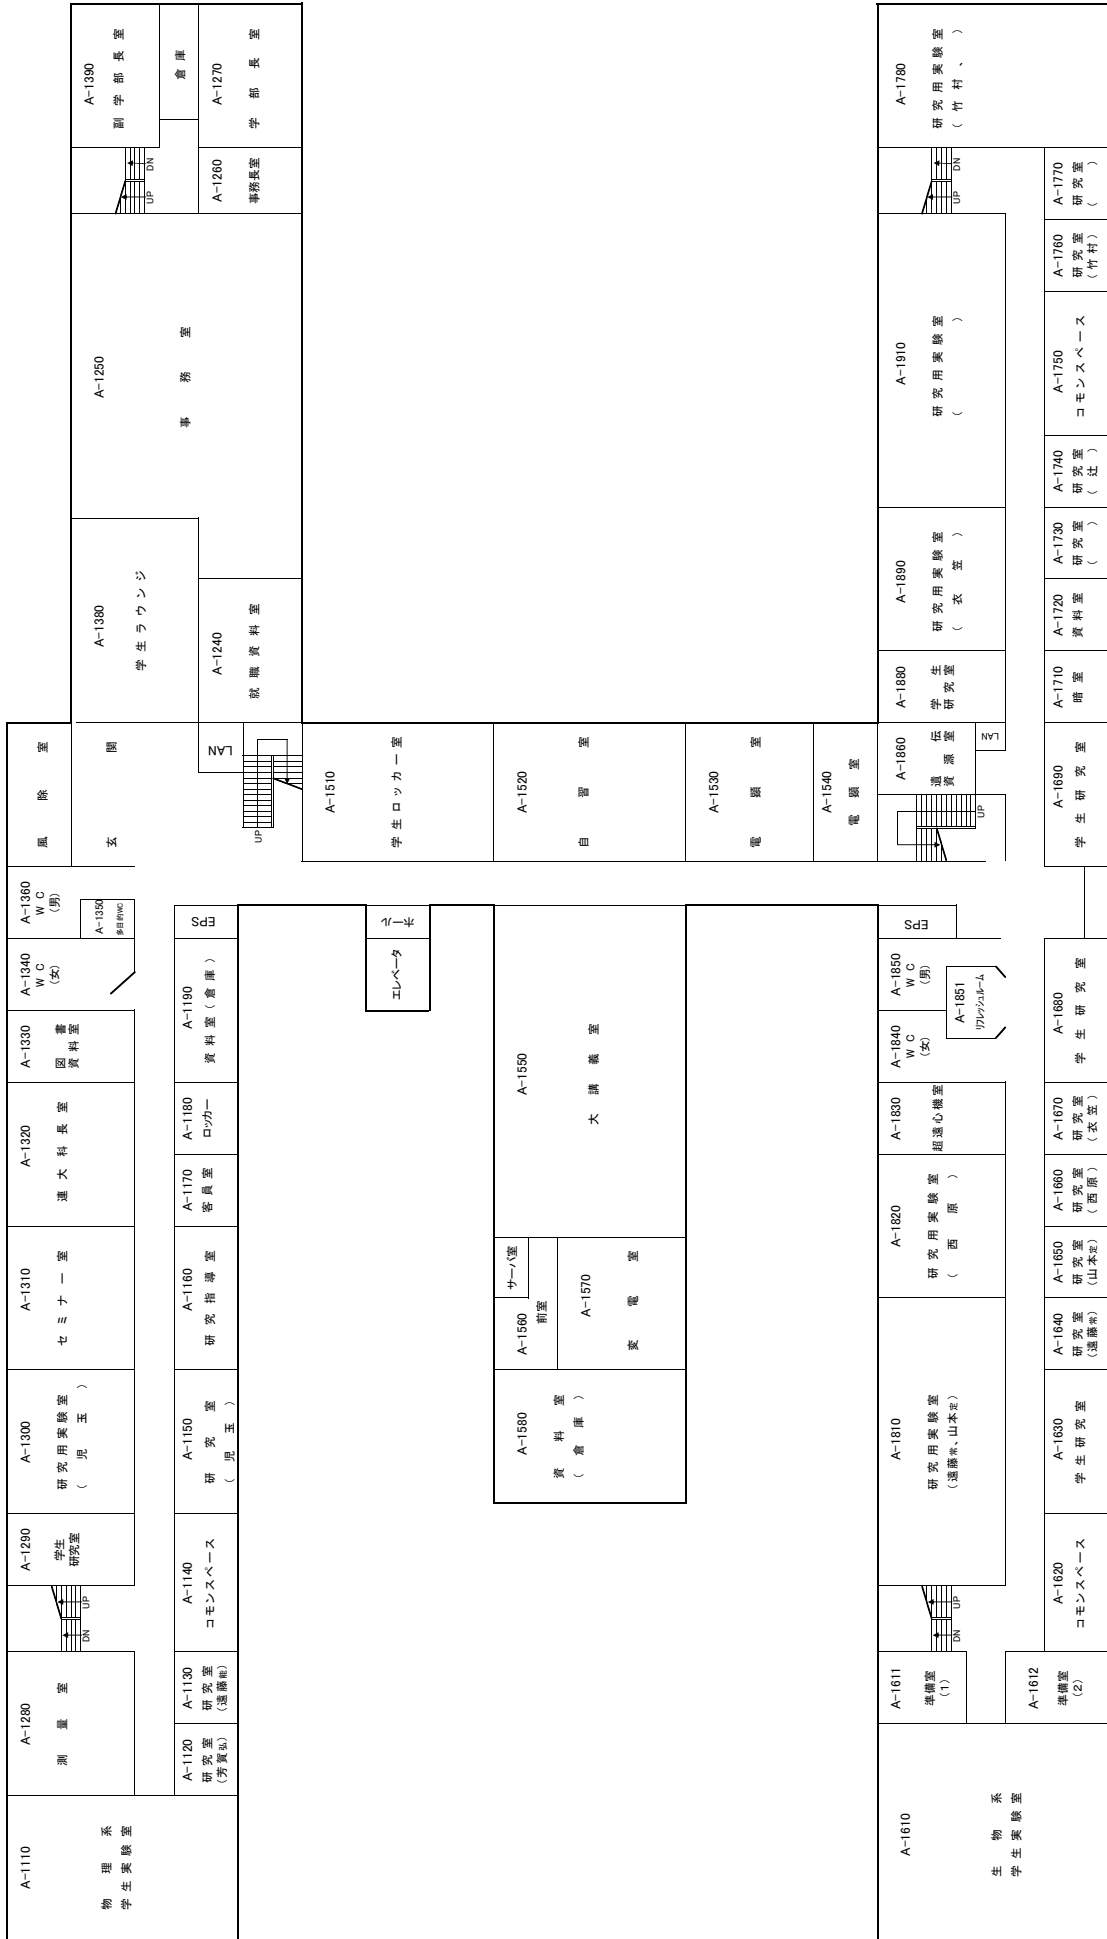 A-1110
物理系
学生実験室
A-1280
測量室
DN
UP
A-1290
学生
研究室
A-1300
研究用実験室
(児玉)
A-1310
セミナー室
A-1320
連大科長室
A-1330
図書
資料室
A-1340
WC
(女)
A-1360
WC
(男)
A-1350
多目的WC
風除室
玄関
A-1120
研究室
(芳賀弘)
A-1130
研究室
(遠藤能)
A-1140
コモンスペース
A-1150
研究室
(児玉)
A-1160
研究指導室
A-1170
客員室
A-1180
ロッカー
A-1190
資料室(倉庫)
EPS
LAN
UP
A-1380
学生ラウンジ
A-1240
就職資料室
A-1250
事務室
UP
DN
A-1390
副学部長室
倉庫
A-1260
事務長室
A-1270
学部長室
エレベータ
ホール
A-1510
学生ロッカー室
A-1580
資料室
(倉庫)
A-1560
前室
サーバ室
A-1570
変電室
A-1550
大講義室
A-1520
自習室
A-1530
電顕室
A-1540
電顕室
A-1610
生物系
学生実験室
A-1611
準備室
(1)
A-1612
準備室
(2)
DN
UP
A-1810
研究用実験室
(遠藤常、山本定)
A-1820
研究用実験室
(西原)
A-1830
超遠心機室
A-1840
WC
(女)
A-1850
WC
(男)
A-1851
リフレッシュルーム
EPS
UP
A-1860
遺伝
資源室
LAN
A-1880
学生
研究室
A-1890
研究用実験室
(衣笠)
A-1910
研究用実験室
( )
UP
DN
A-1780
研究用実験室
(竹村、)
A-1620
コモンスペース
A-1630
学生研究室
A-1640
研究室
(遠藤常)
A-1650
研究室
(山本定)
A-1660
研究室
(西原)
A-1670
研究室
(衣笠)
A-1680
学生研究室
A-1690
学生研究室
A-1710
暗室
A-1720
資料室
A-1730
研究室
( )
A-1740
研究室
(辻)
A-1750
コモンスペース
A-1760
研究室
(竹村)
A-1770
研究室
( )